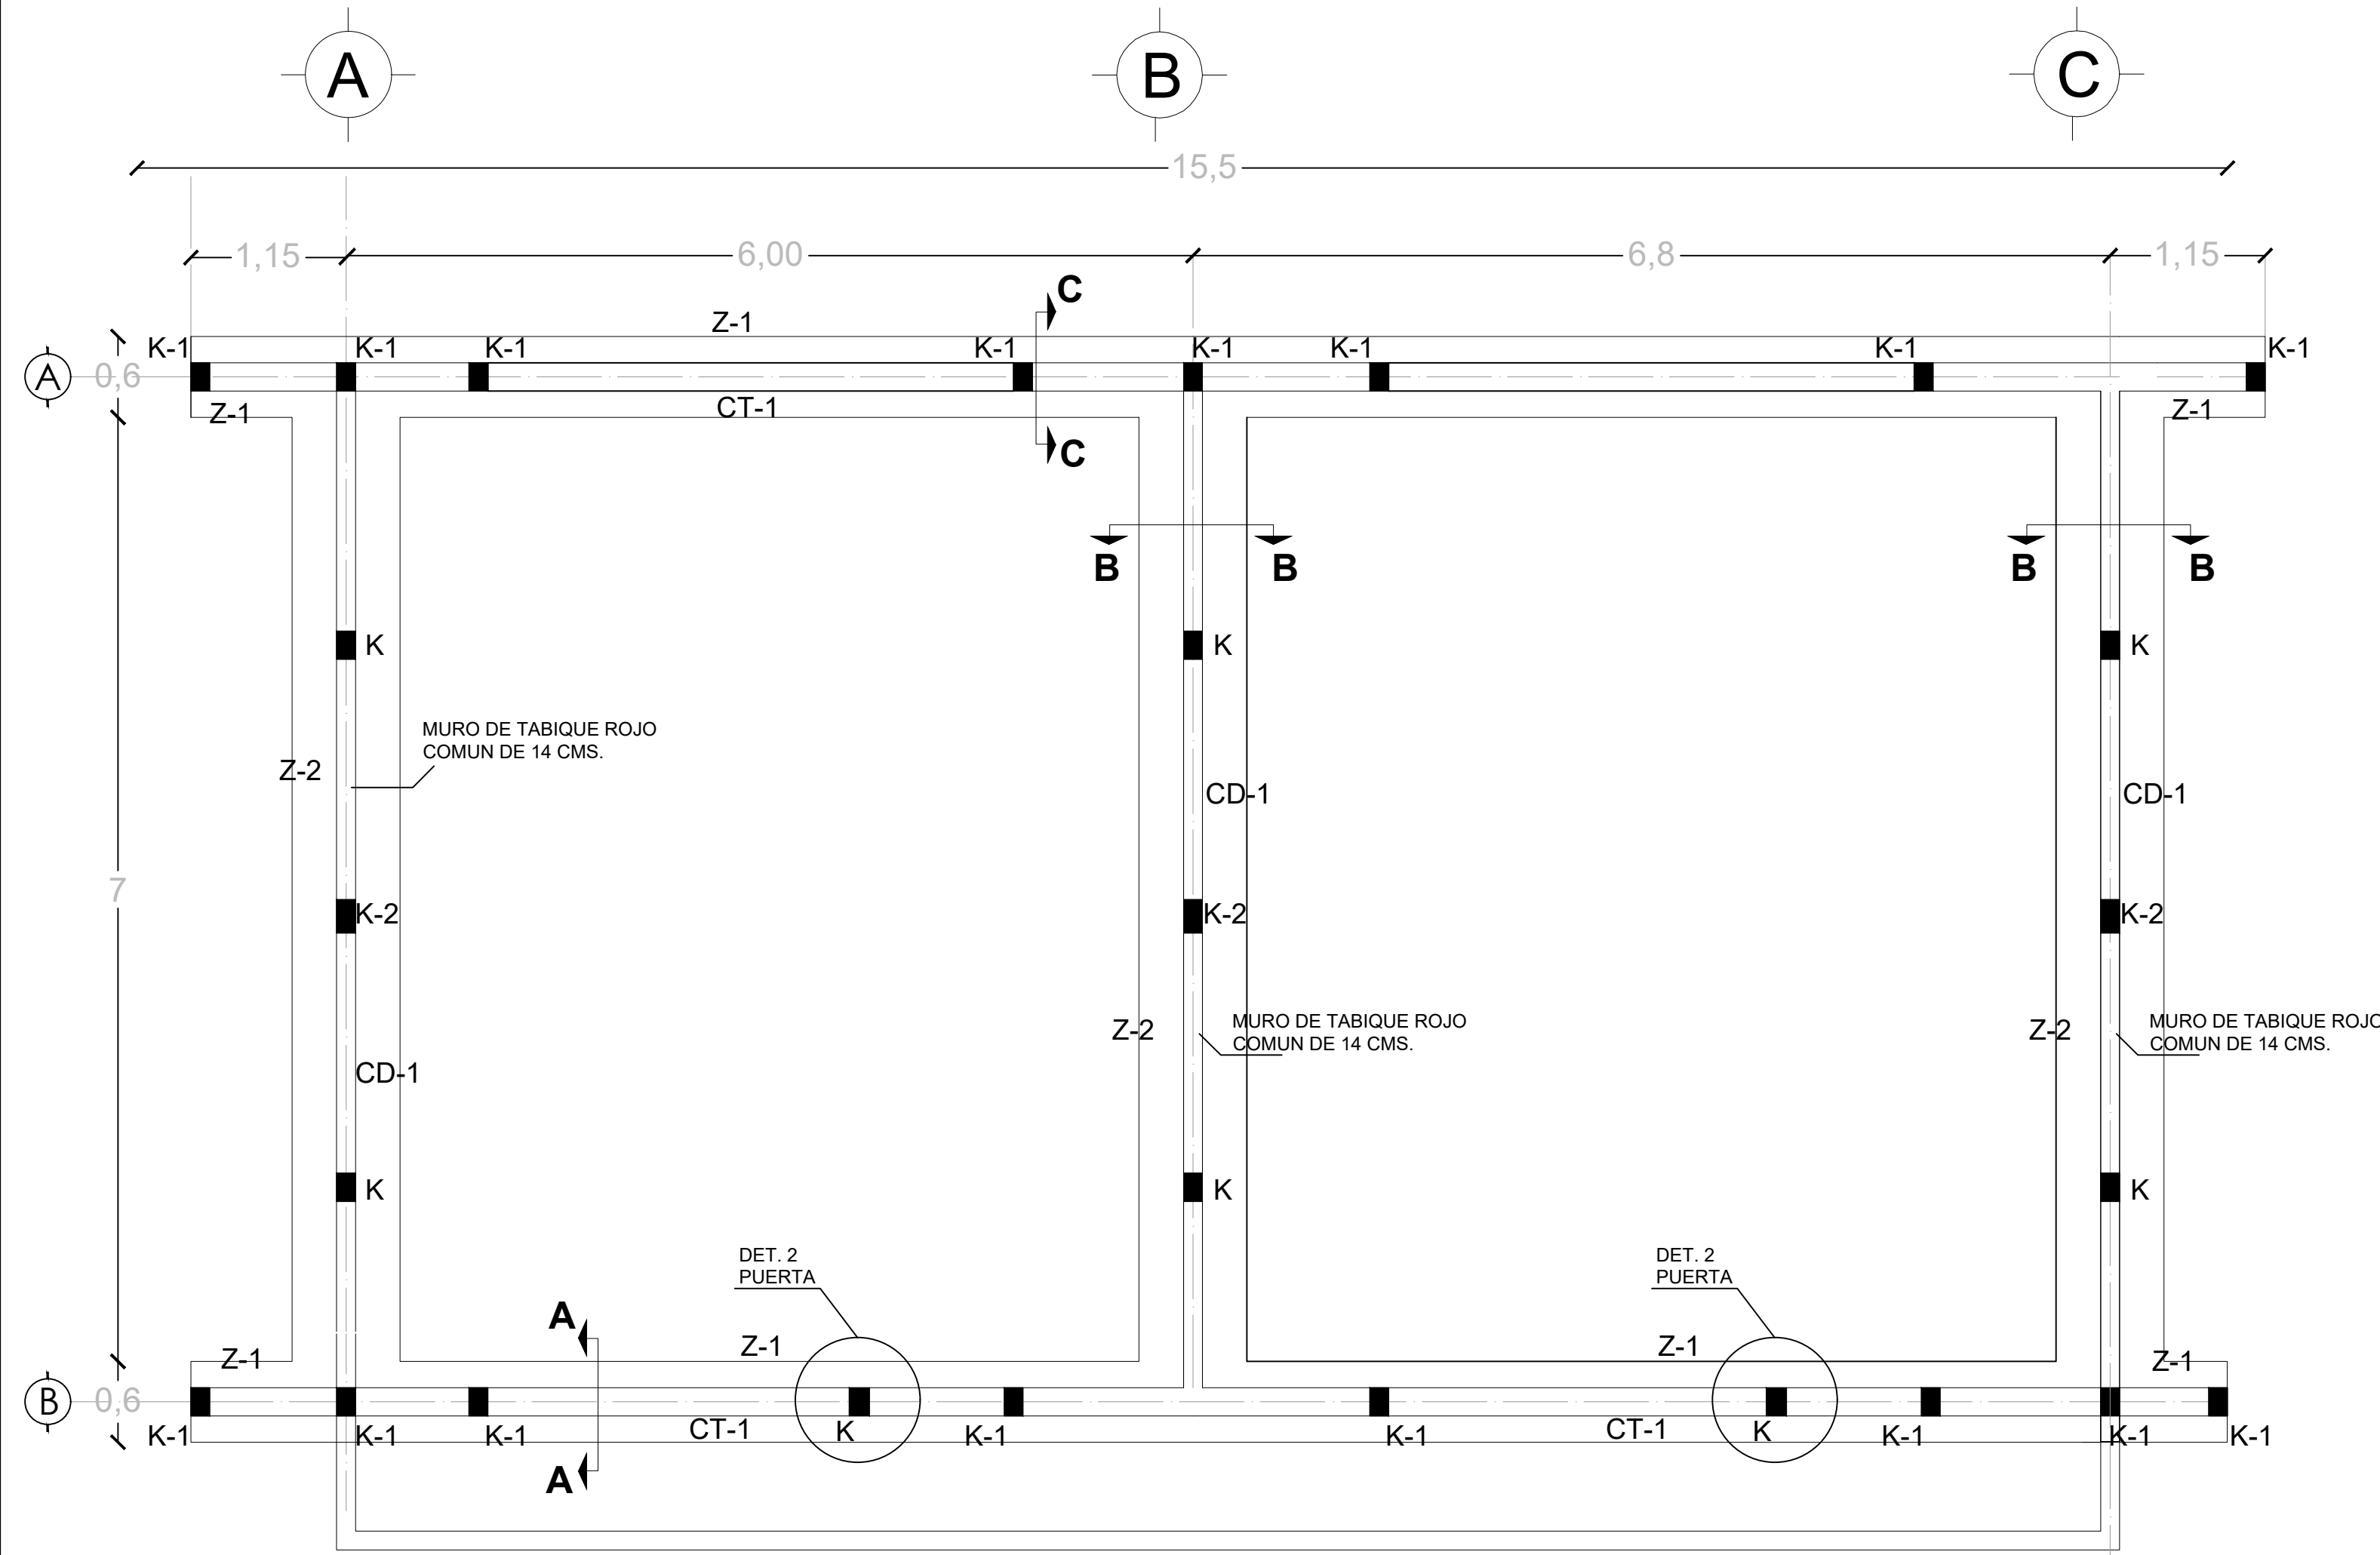 A
B
C
15,5
1,15
6,00
6,8
1,15
C
Z-1
K-1
K-1
K-1
K-1
K-1
K-1
K-1
K-1
A
0,6
Z-1
CT-1
Z-1
C
B
B
B
B
K
K
K
MURO DE TABIQUE ROJO
COMUN DE 14 CMS.
Z-2
CD-1
CD-1
7
K-2
K-2
K-2
Z-2
MURO DE TABIQUE ROJO
COMUN DE 14 CMS.
Z-2
MURO DE TABIQUE ROJO
COMUN DE 14 CMS.
CD-1
K
K
K
DET. 2
PUERTA
DET. 2
PUERTA
A
Z-1
Z-1
Z-1
Z-1
B
0,6
K-1
K-1
K-1
CT-1
K
K-1
K-1
CT-1
K
K-1
K-1
K-1
A